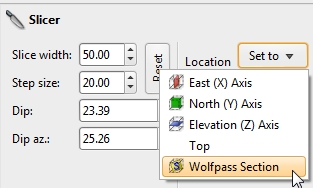 Slicer
Slice width: 50.00
Step size: 20.00
Reset
Location Set to
Dip: 23.39
Dip az.: 25.26
East (X) Axis
North (Y) Axis
Elevation (Z) Axis
Top
Wolfpass Section